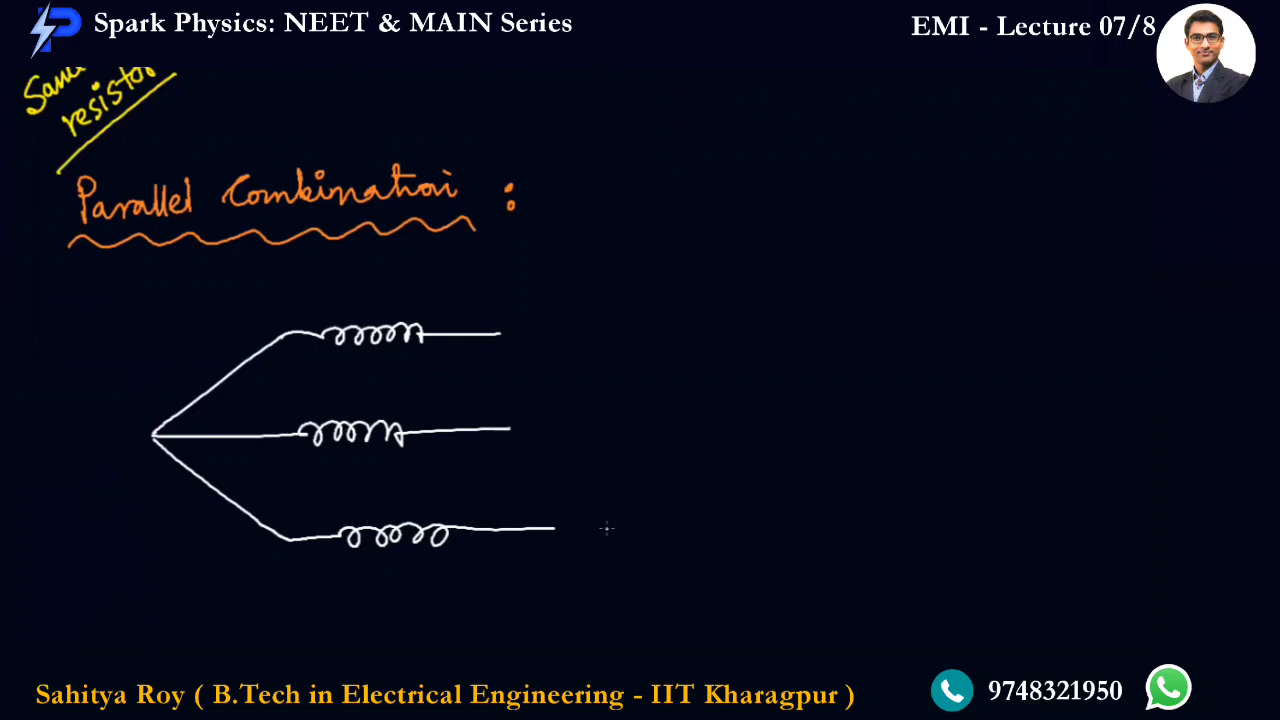 Spark Physics: NEET & MAIN Series
EMI - Lecture 07/8
resistor
Parallel Combination :
Sahitya Roy ( B.Tech in Electrical Engineering - IIT Kharagpur )
9748321950